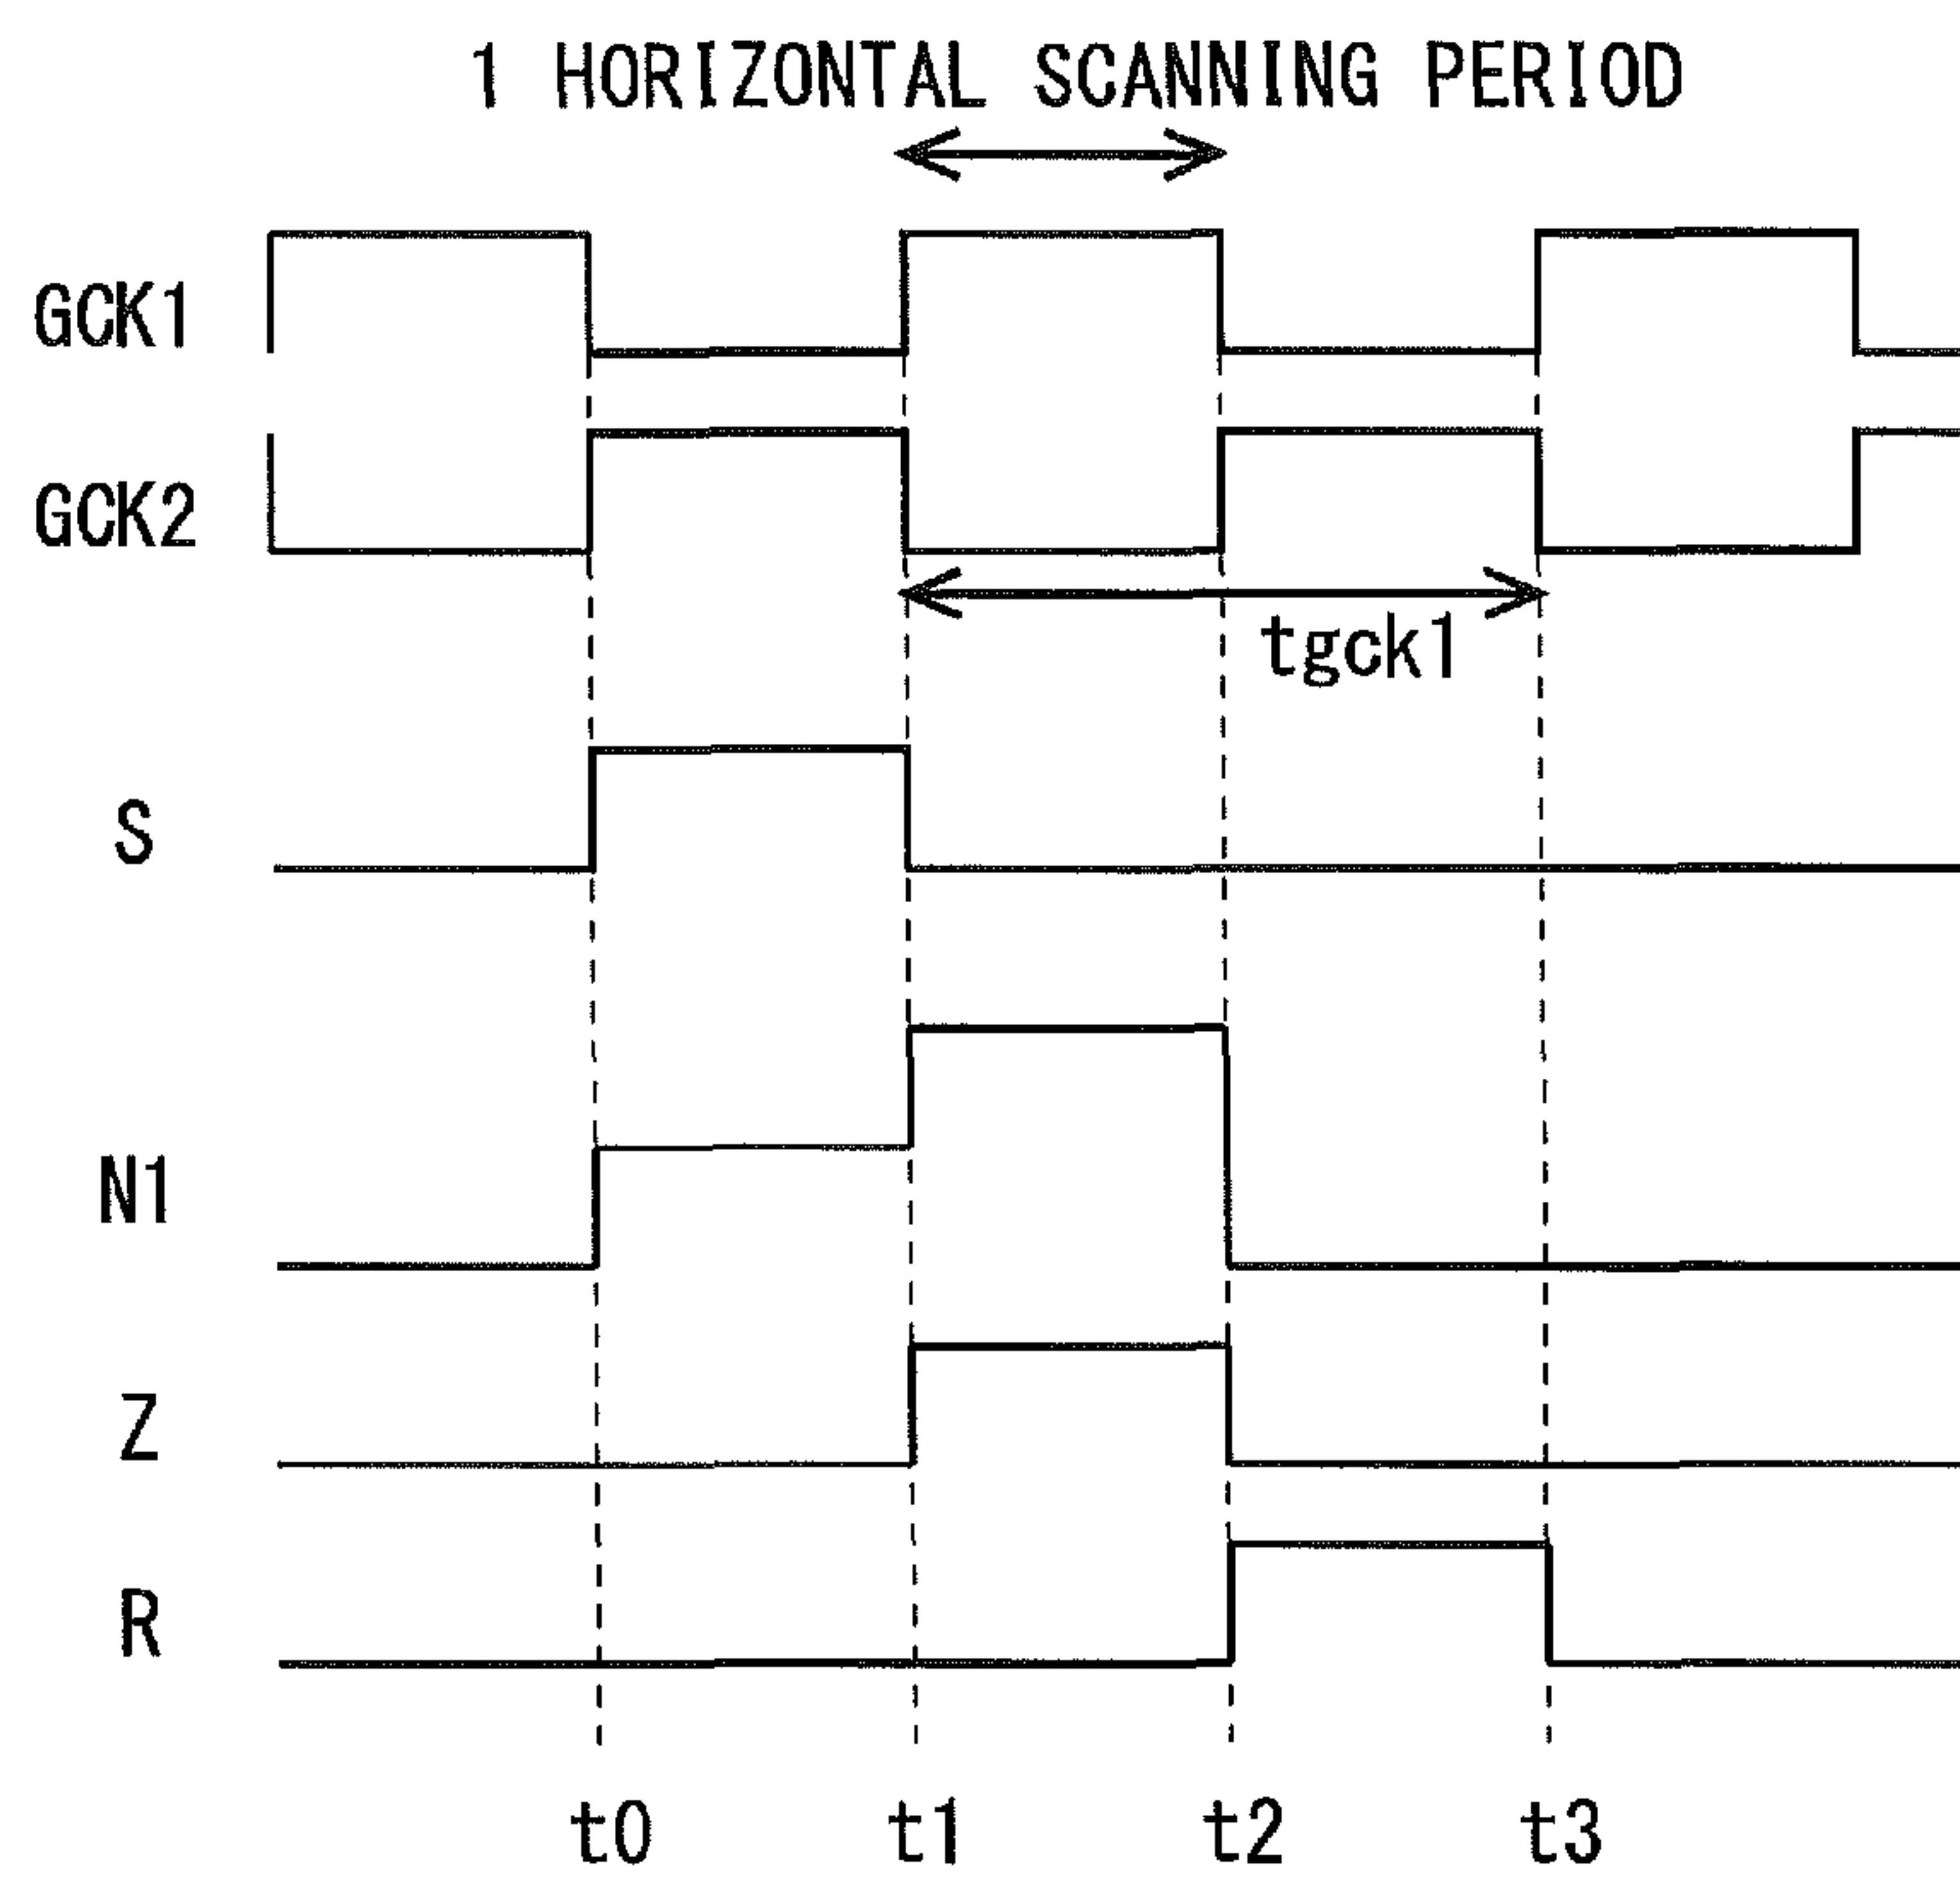 1 HORIZONTAL SCANNING PERIOD
GCK1
GCK2
tgck1
S
N1
Z
R
t0 t1 t2 t3